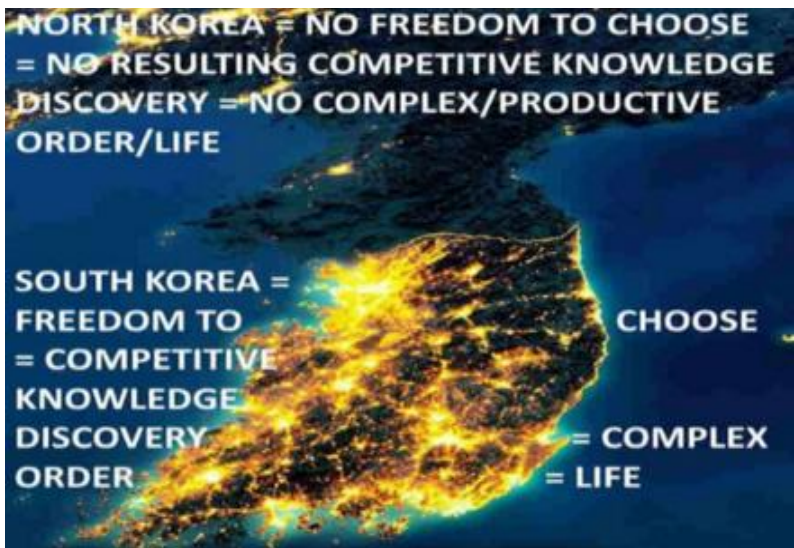 NORTH KOREA = NO FREEDOM TO CHOOSE
= NO RESULTING COMPETITIVE KNOWLEDGE
DISCOVERY = NO COMPLEX/PRODUCTIVE
ORDER/LIFE
SOUTH KOREA =
FREEDOM TO CHOOSE
= COMPETITIVE
KNOWLEDGE
DISCOVERY = COMPLEX
ORDER = LIFE